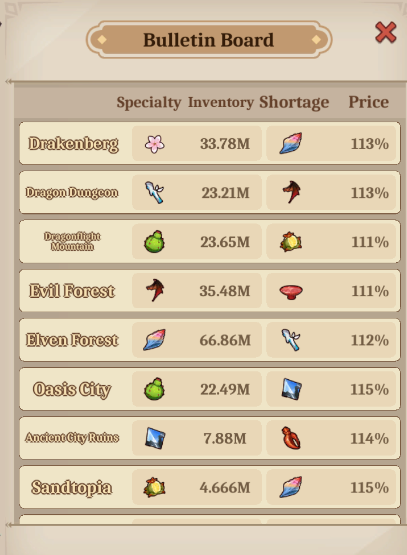 Bulletin Board
Specialty Inventory Shortage Price
Drakenberg 33.78M 113%
Dragon Dungeon 23.21M 113%
Dragonflight
Mountain 23.65M 111%
Evil Forest 35.48M 111%
Elven Forest 66.86M 112%
Oasis City 22.49M 115%
Ancient City Ruins 7.88M 114%
Sandtopia 4.666M 115%